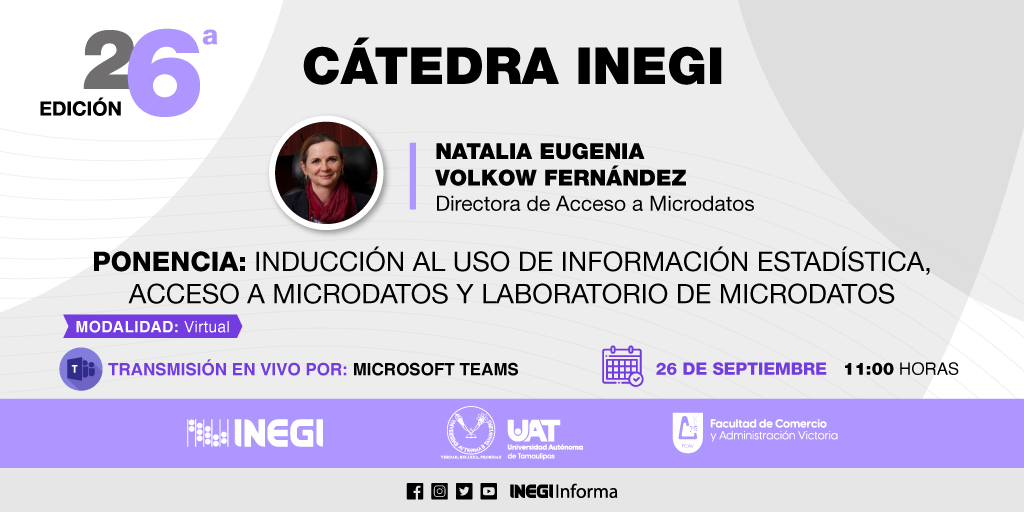 26ª
EDICIÓN
CÁTEDRA INEGI
NATALIA EUGENIA
VOLKOW FERNÁNDEZ
Directora de Acceso a Microdatos
PONENCIA: INDUCCIÓN AL USO DE INFORMACIÓN ESTADÍSTICA,
ACCESO A MICRODATOS Y LABORATORIO DE MICRODATOS
MODALIDAD: Virtual
T
TRANSMISIÓN EN VIVO POR: MICROSOFT TEAMS
26 DE SEPTIEMBRE 11:00 HORAS
INEGI
VERDAD, BELLEZA, PROBIDAD
UAT
Universidad Autónoma
de Tamaulipas
FCAV
Facultad de Comercio
y Administración Victoria
INEGI Informa